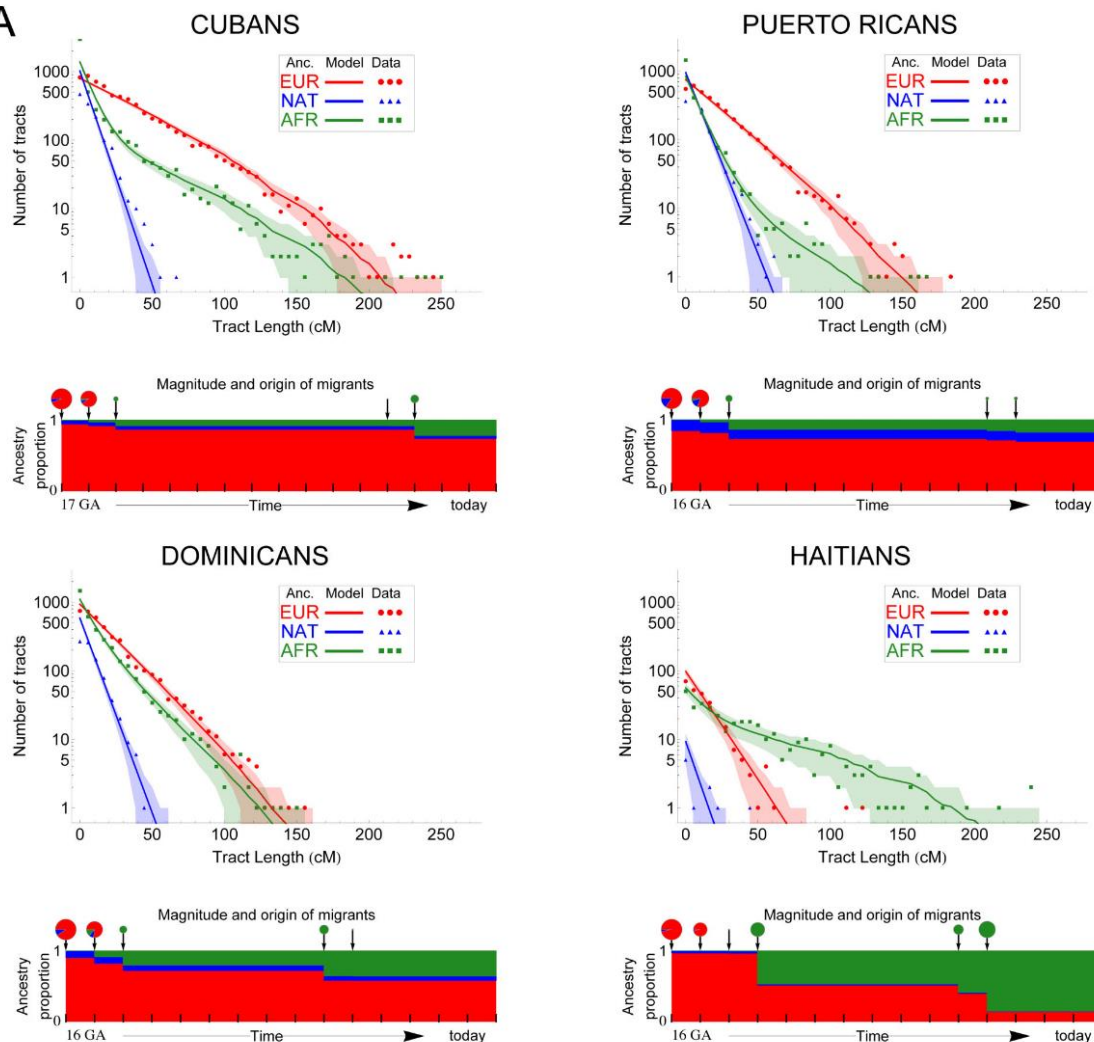 A
CUBANS
Number of tracts
1000
500
100
50
10
5
1
Anc. Model Data
EUR
NAT
AFR
0 50 100 150 200 250
Tract Length (cM)
Magnitude and origin of migrants
Ancestry proportion
1
0
17 GA Time today
PUERTO RICANS
Number of tracts
1000
500
100
50
10
5
1
Anc. Model Data
EUR
NAT
AFR
0 50 100 150 200 250
Tract Length (cM)
Magnitude and origin of migrants
Ancestry proportion
1
0
16 GA Time today
DOMINICANS
Number of tracts
1000
500
100
50
10
5
1
Anc. Model Data
EUR
NAT
AFR
0 50 100 150 200 250
Tract Length (cM)
Magnitude and origin of migrants
Ancestry proportion
1
0
16 GA Time today
HAITIANS
Number of tracts
1000
500
100
50
10
5
1
Anc. Model Data
EUR
NAT
AFR
0 50 100 150 200 250
Tract Length (cM)
Magnitude and origin of migrants
Ancestry proportion
1
0
16 GA Time today